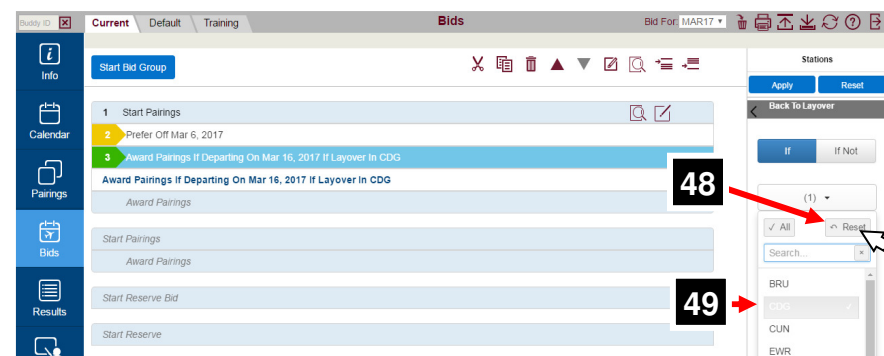 Buddy ID Current Default Training Bids Bid For: MAR17
Info
Start Bid Group
Stations
Apply Reset
Back To Layover
1 Start Pairings
Calendar
2 Prefer Off Mar 6, 2017
3 Award Pairings If Departing On Mar 16, 2017 If Layover In CDG
If If Not
Award Pairings If Departing On Mar 16, 2017 If Layover In CDG
48
Pairings
Award Pairings
(1)
✓ All Reset
Start Pairings
Bids
Award Pairings
Search...
BRU
Start Reserve Bid
49
CDG ✓
Results
CUN
Start Reserve
EWR